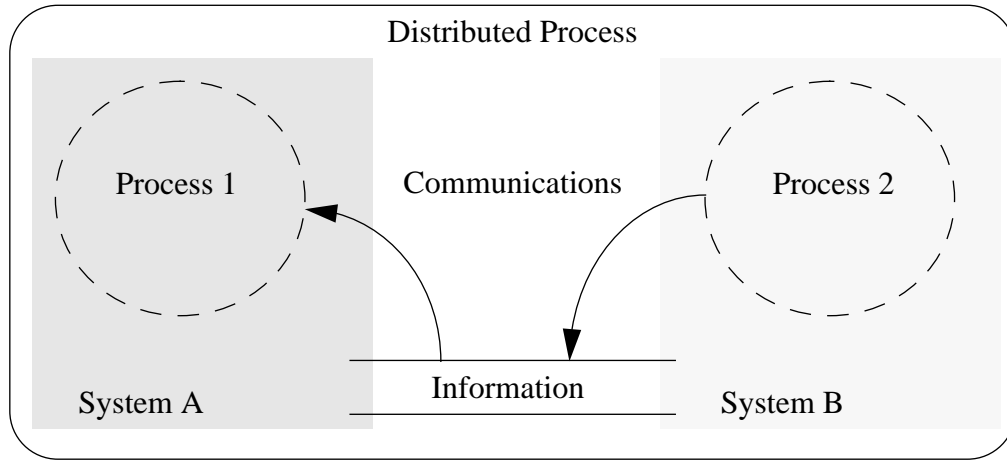 Distributed Process
Process 1
Communications
Process 2
Information
System A
System B